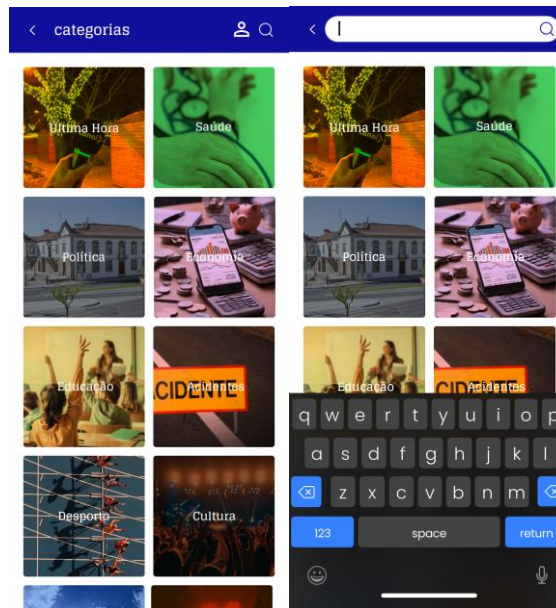 categorias
Última Hora
Saúde
Política
Economia
Educação
ACIDENTE
Acidentes
Desporto
Cultura
Última Hora
Saúde
Política
Economia
Educação
Acidentes
q w e r t y u i o p
a s d f g h j k l
z x c v b n m
123 space return